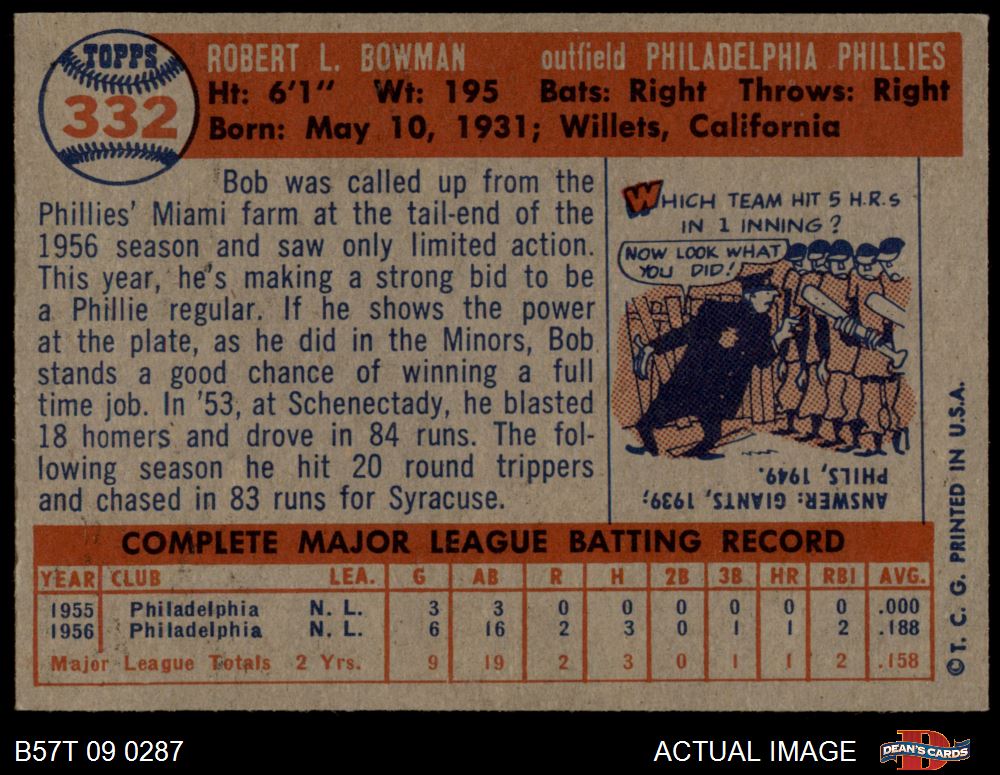 TOPPS
332
ROBERT L. BOWMAN outfield PHILADELPHIA PHILLIES
Ht: 6'1" Wt: 195 Bats: Right Throws: Right
Born: May 10, 1931; Willets, California
Bob was called up from the
Phillies' Miami farm at the tail-end of the
1956 season and saw only limited action.
This year, he's making a strong bid to be
a Phillie regular. If he shows the power
at the plate, as he did in the Minors, Bob
stands a good chance of winning a full
time job. In '53, at Schenectady, he blasted
18 homers and drove in 84 runs. The fol-
lowing season he hit 20 round trippers
and chased in 83 runs for Syracuse.
WHICH TEAM HIT 5 H.R.s
IN 1 INNING?
NOW LOOK WHAT
YOU DID!
ANSWER: GIANTS, 1939;
PHILS, 1949.
COMPLETE MAJOR LEAGUE BATTING RECORD
YEAR CLUB LEA. G AB R H 2B 3B HR RBI AVG.
1955 Philadelphia N. L. 3 3 0 0 0 0 0 0 .000
1956 Philadelphia N. L. 6 16 2 3 0 1 1 2 .188
Major League Totals 2 Yrs. 9 19 2 3 0 1 1 2 .158
©T. C. G. PRINTED IN U.S.A.
B57T 09 0287 ACTUAL IMAGE
DEAN'S CARDS